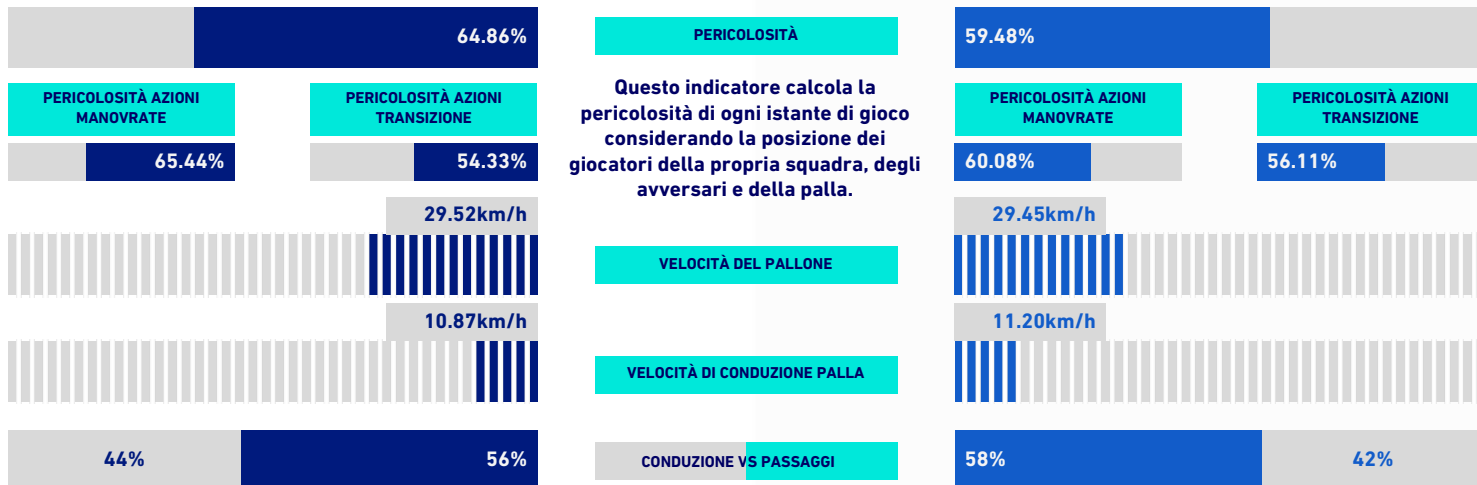 64.86%
PERICOLOSITÀ
59.48%
PERICOLOSITÀ AZIONI
MANOVRATE
PERICOLOSITÀ AZIONI
TRANSIZIONE
Questo indicatore calcola la
pericolosità di ogni istante di gioco
considerando la posizione dei
giocatori della propria squadra, degli
avversari e della palla.
PERICOLOSITÀ AZIONI
MANOVRATE
PERICOLOSITÀ AZIONI
TRANSIZIONE
65.44%
54.33%
60.08%
56.11%
29.52km/h
VELOCITÀ DEL PALLONE
29.45km/h
10.87km/h
VELOCITÀ DI CONDUZIONE PALLA
11.20km/h
44%
56%
CONDUZIONE VS PASSAGGI
58%
42%